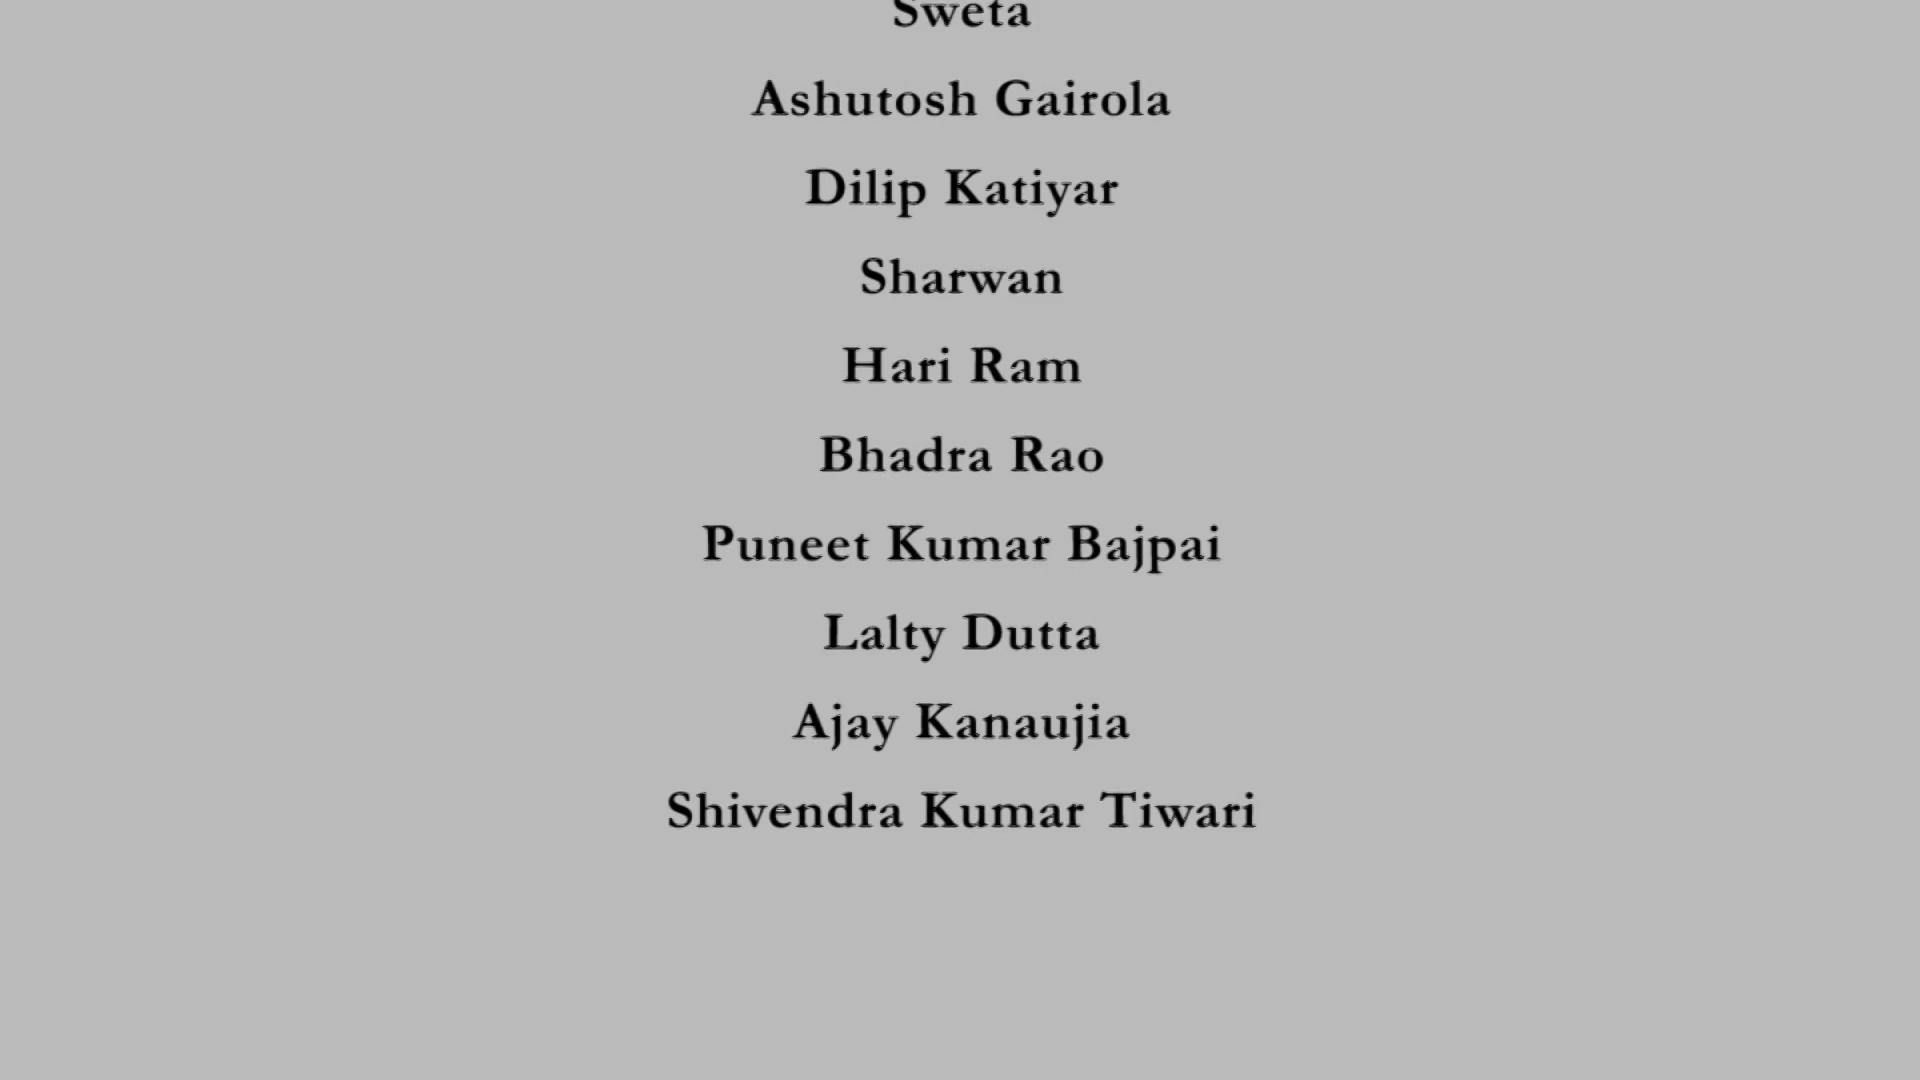 Sweta
Ashutosh Gairola
Dilip Katiyar
Sharwan
Hari Ram
Bhadra Rao
Puneet Kumar Bajpai
Lalty Dutta
Ajay Kanaujia
Shivendra Kumar Tiwari